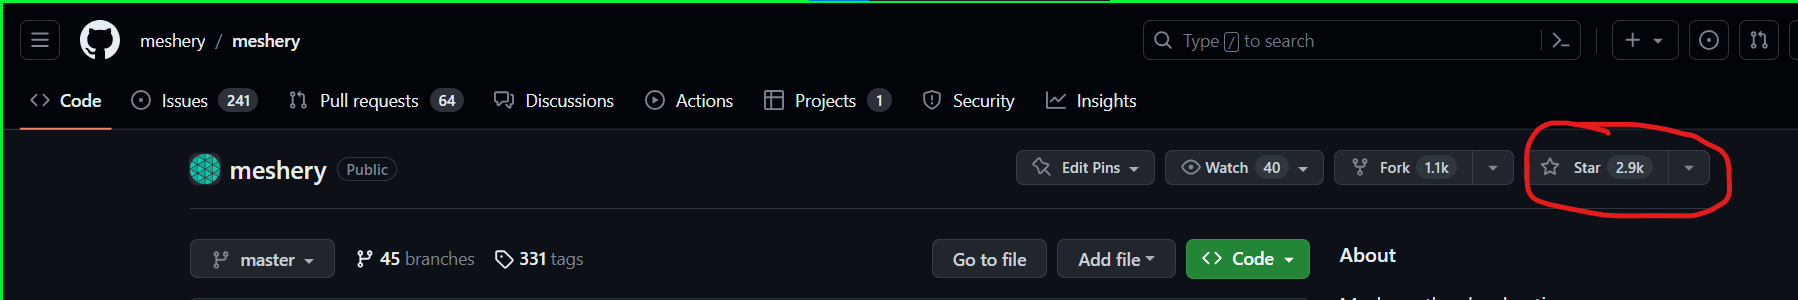 meshery / meshery Type / to search
Code Issues 241 Pull requests 64 Discussions Actions Projects 1 Security Insights
meshery Public Edit Pins Watch 40 Fork 1.1k Star 2.9k
master 45 branches 331 tags Go to file Add file Code About